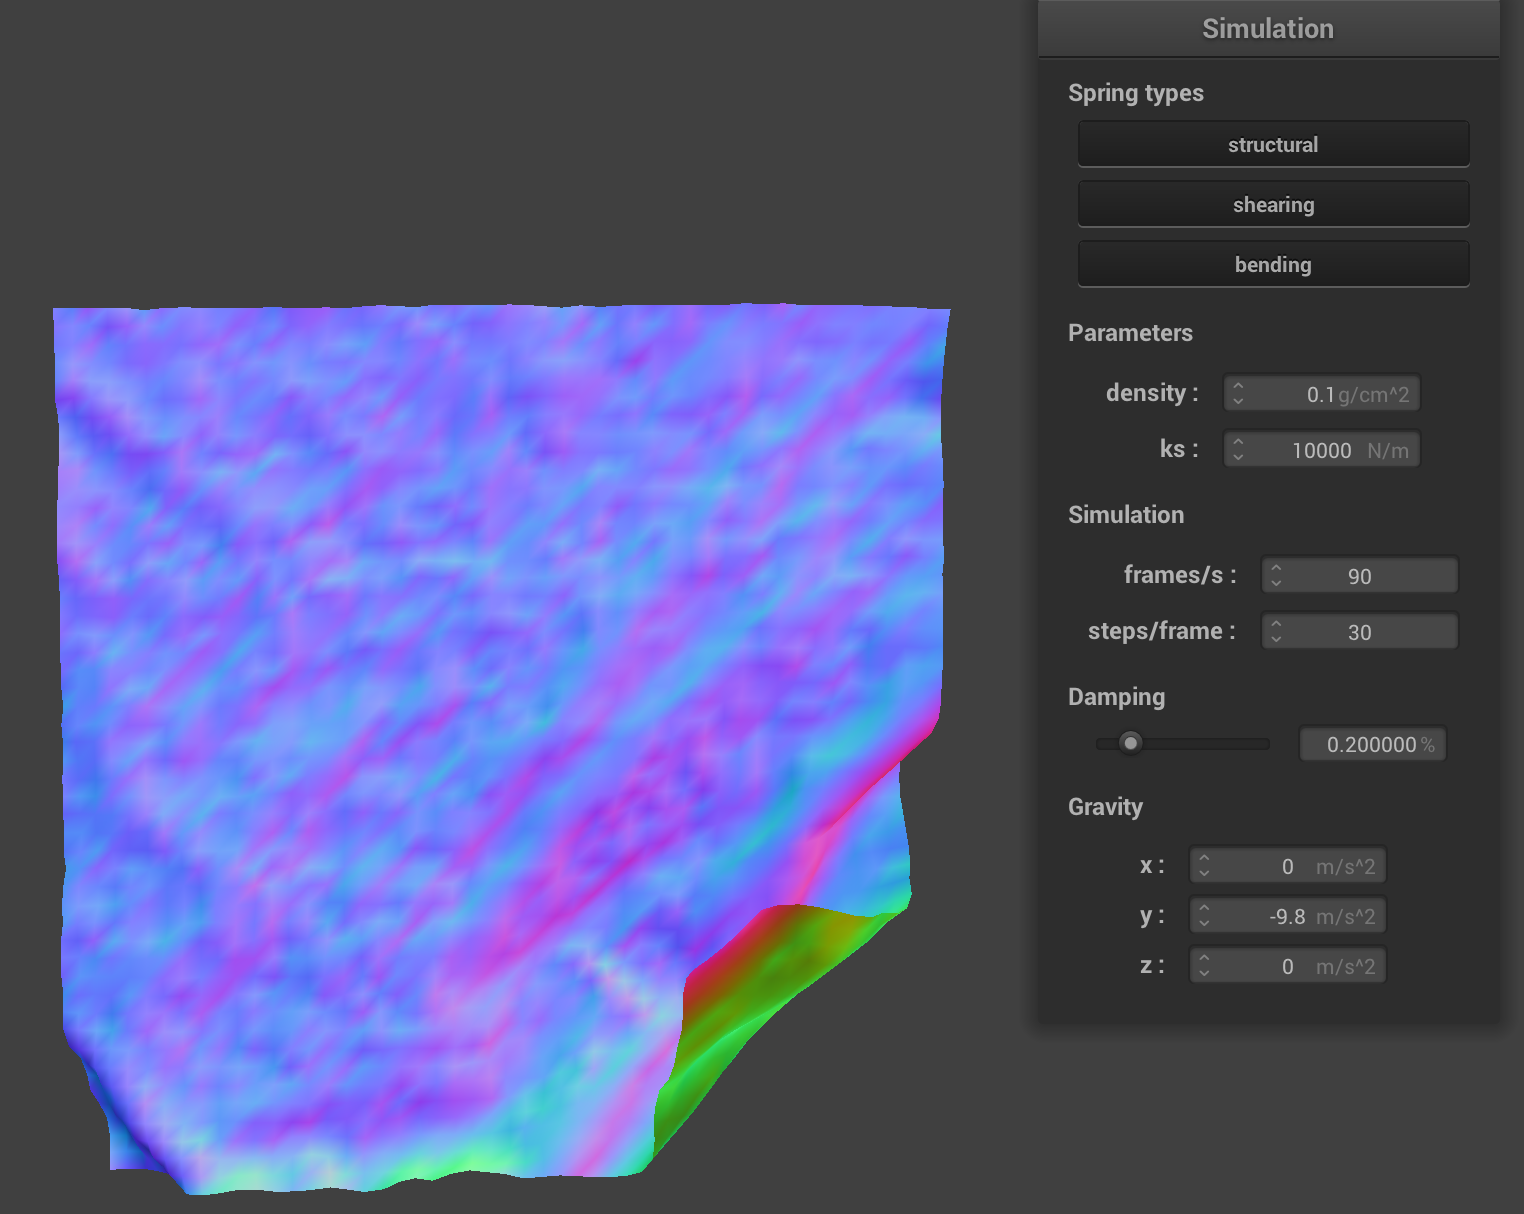 Simulation
Spring types
structural
shearing
bending
Parameters
density : 0.1 g/cm^2
ks : 10000 N/m
Simulation
frames/s : 90
steps/frame : 30
Damping
0.200000 %
Gravity
x : 0 m/s^2
y : -9.8 m/s^2
z : 0 m/s^2